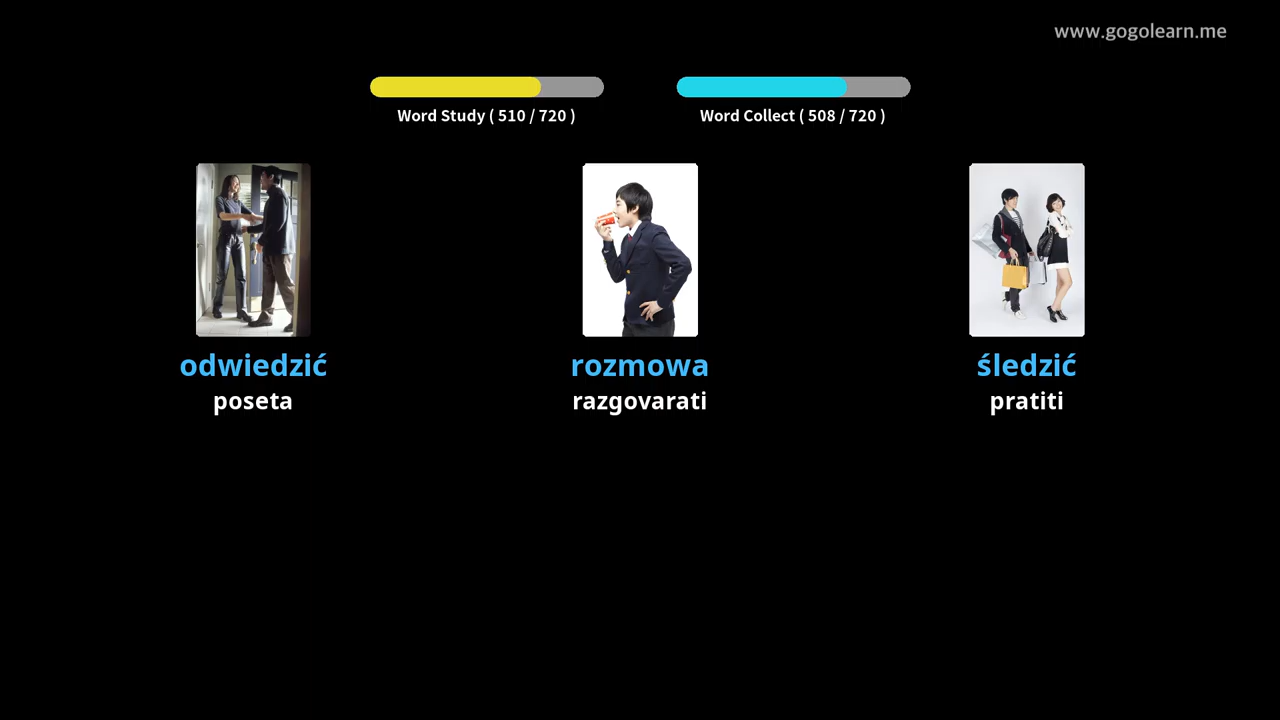 www.gogolearn.me
Word Study ( 510 / 720 )
Word Collect ( 508 / 720 )
odwiedzić
poseta
rozmowa
razgovarati
śledzić
pratiti